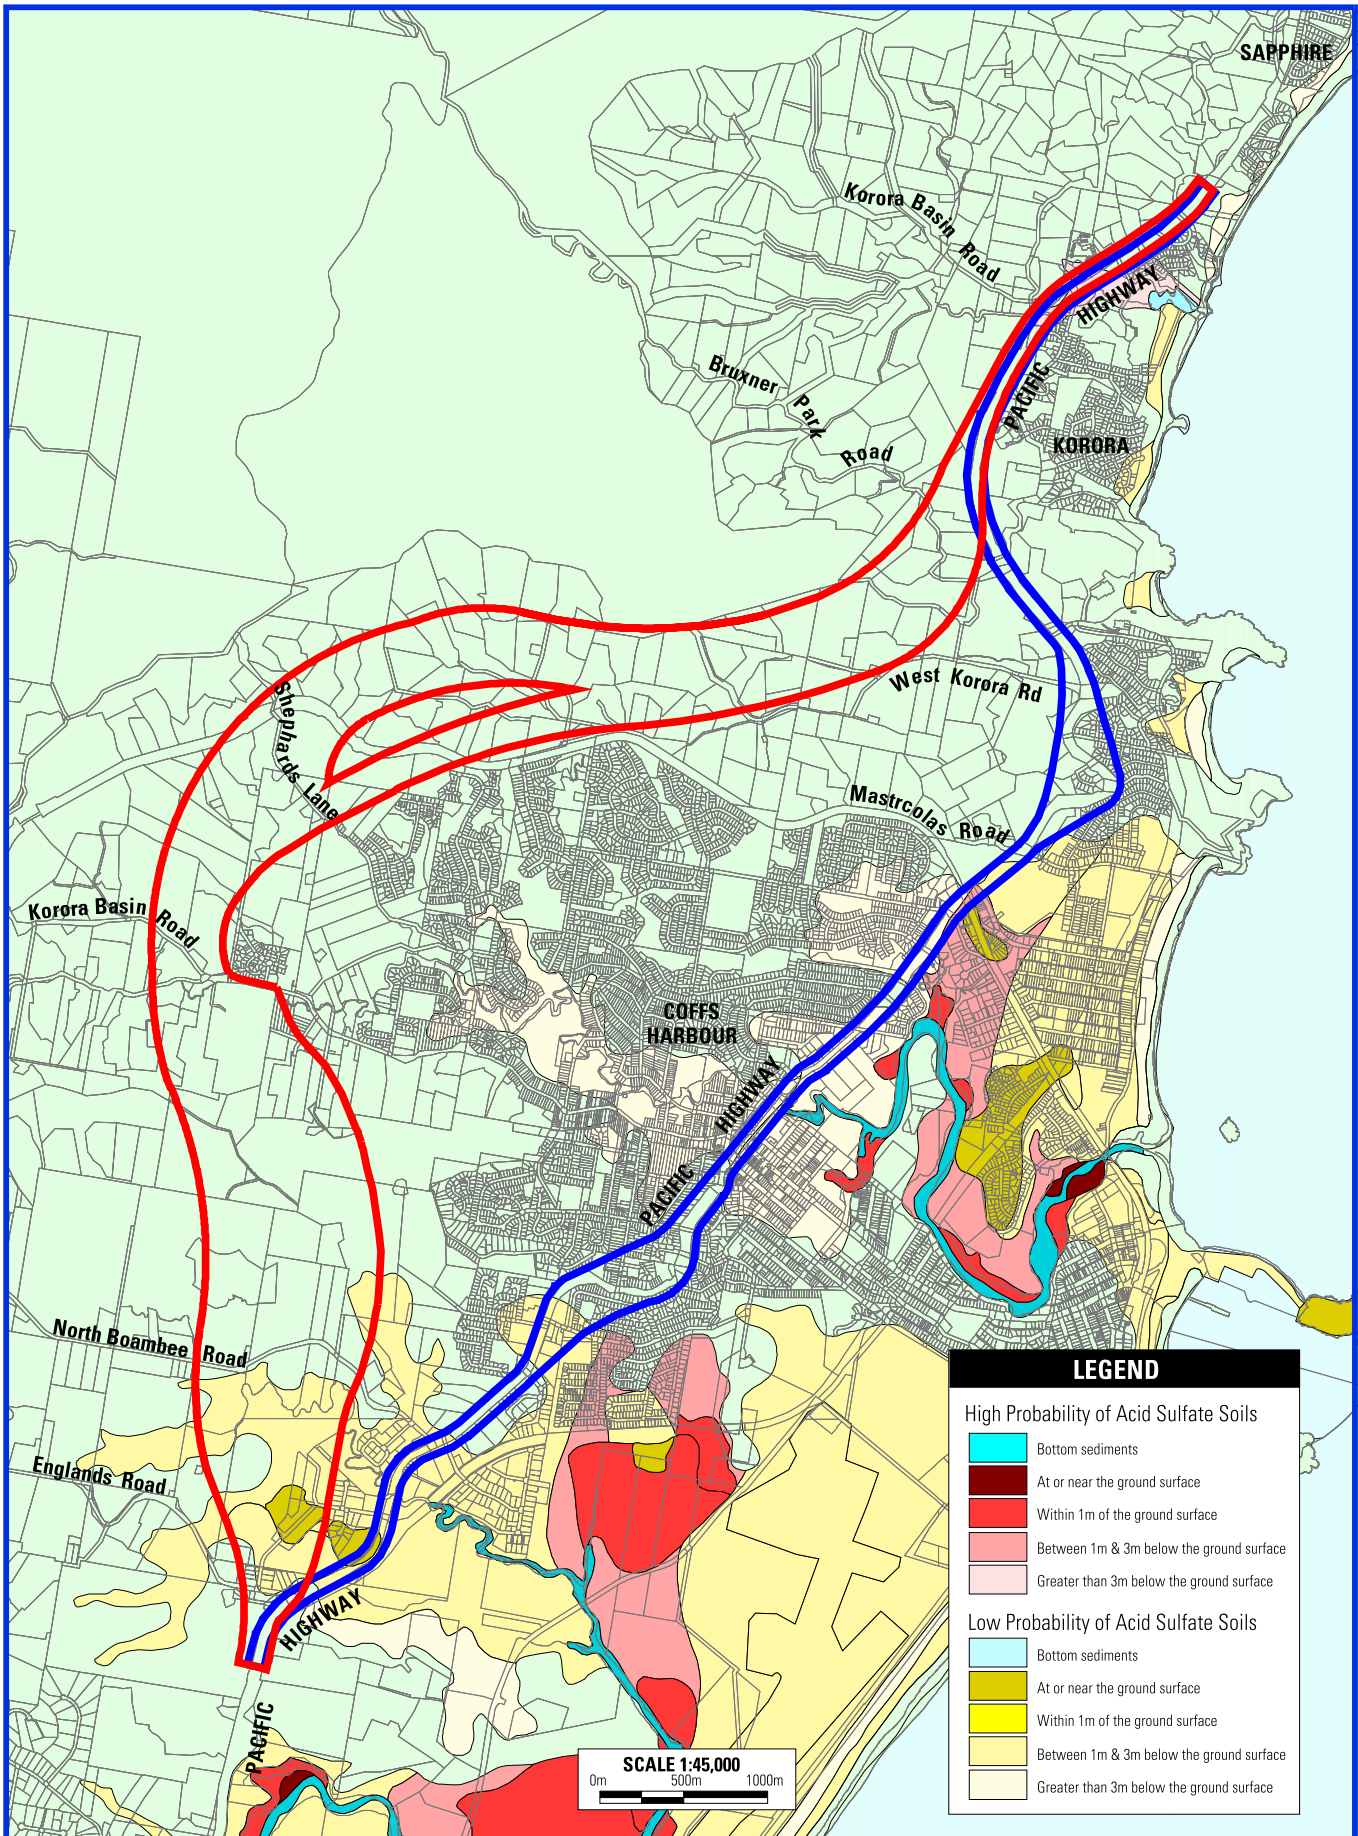 SAPPHIRE
Korora Basin Road
HIGHWAY
PACIFIC
Bruxner Park Road
KORORA
West Korora Rd
Shephards Lane
Mastrcolas Road
Korora Basin Road
COFFS
HARBOUR
HIGHWAY
PACIFIC
North Boambee Road
Englands Road
HIGHWAY
PACIFIC
LEGEND
High Probability of Acid Sulfate Soils
Bottom sediments
At or near the ground surface
Within 1m of the ground surface
Between 1m & 3m below the ground surface
Greater than 3m below the ground surface
Low Probability of Acid Sulfate Soils
Bottom sediments
At or near the ground surface
Within 1m of the ground surface
Between 1m & 3m below the ground surface
Greater than 3m below the ground surface
SCALE 1:45,000
0m 500m 1000m